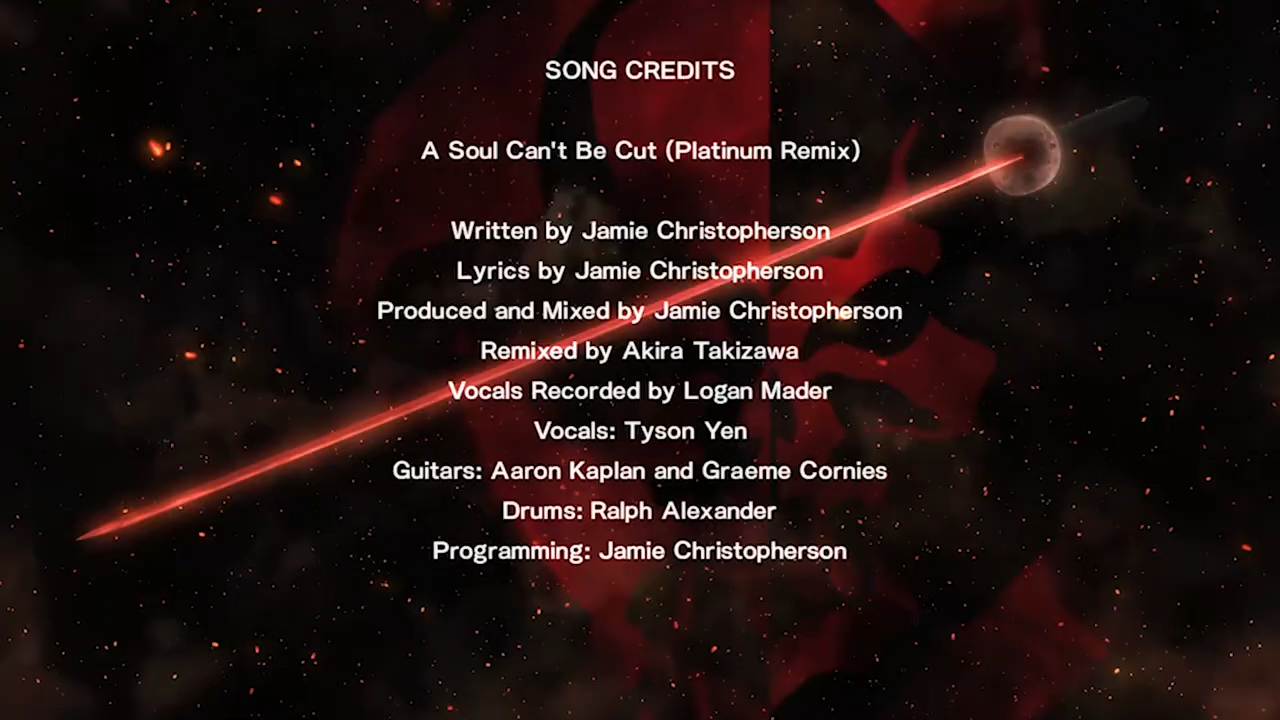 SONG CREDITS
A Soul Can't Be Cut (Platinum Remix)
Written by Jamie Christopherson
Lyrics by Jamie Christopherson
Produced and Mixed by Jamie Christopherson
Remixed by Akira Takizawa
Vocals Recorded by Logan Mader
Vocals: Tyson Yen
Guitars: Aaron Kaplan and Graeme Cornies
Drums: Ralph Alexander
Programming: Jamie Christopherson